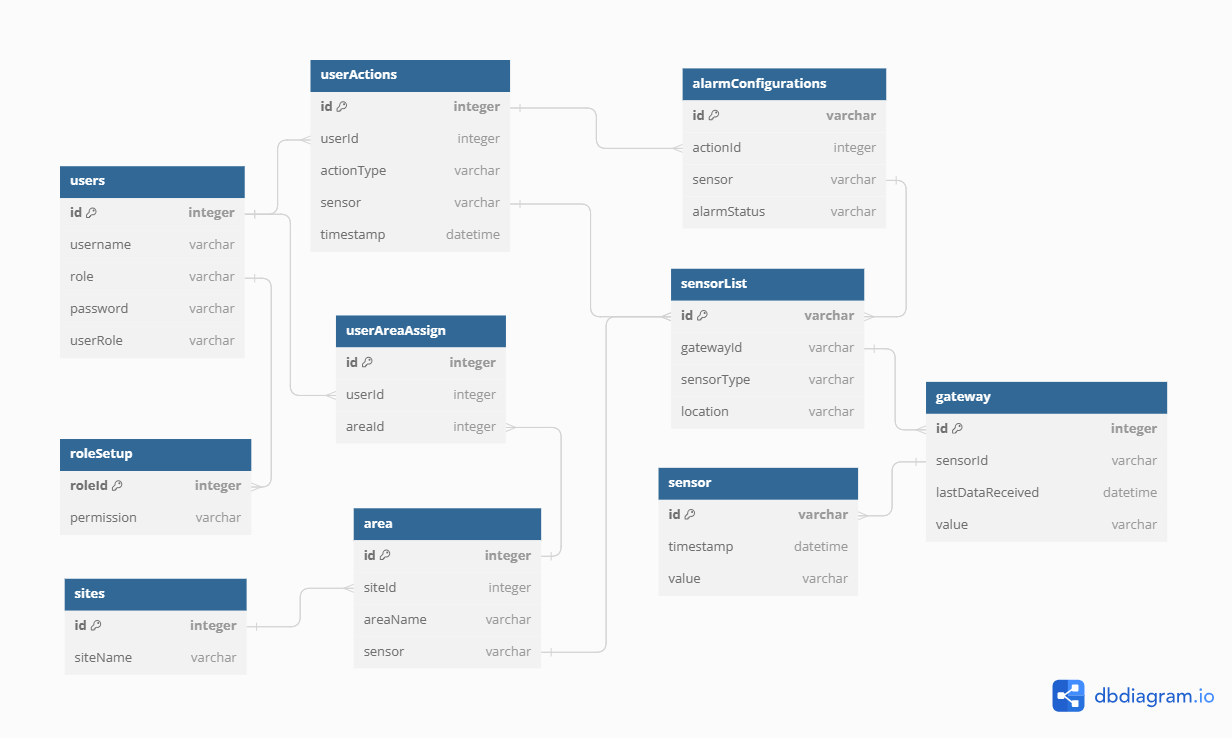 userActions
id integer
userId integer
actionType varchar
sensor varchar
timestamp datetime
alarmConfigurations
id varchar
actionId integer
sensor varchar
alarmStatus varchar
users
id integer
username varchar
role varchar
password varchar
userRole varchar
sensorList
id varchar
gatewayId varchar
sensorType varchar
location varchar
userAreaAssign
id integer
userId integer
areaId integer
gateway
id integer
sensorId varchar
lastDataReceived datetime
value varchar
roleSetup
roleId integer
permission varchar
sensor
id varchar
timestamp datetime
value varchar
area
id integer
siteId integer
areaName varchar
sensor varchar
sites
id integer
siteName varchar
dbdiagram.io